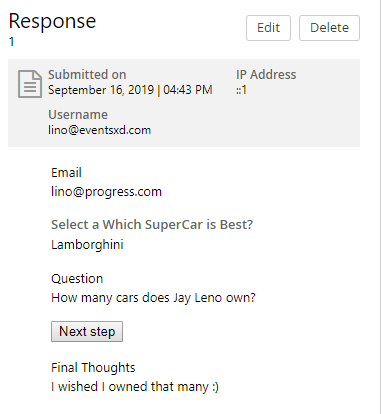 Response
Edit
Delete
1
Submitted on
IP Address
September 16, 2019 | 04:43 PM
::1
Username
lino@eventsxd.com
Email
lino@progress.com
Select a Which SuperCar is Best?
Lamborghini
Question
How many cars does Jay Leno own?
Next step
Final Thoughts
I wished I owned that many :)